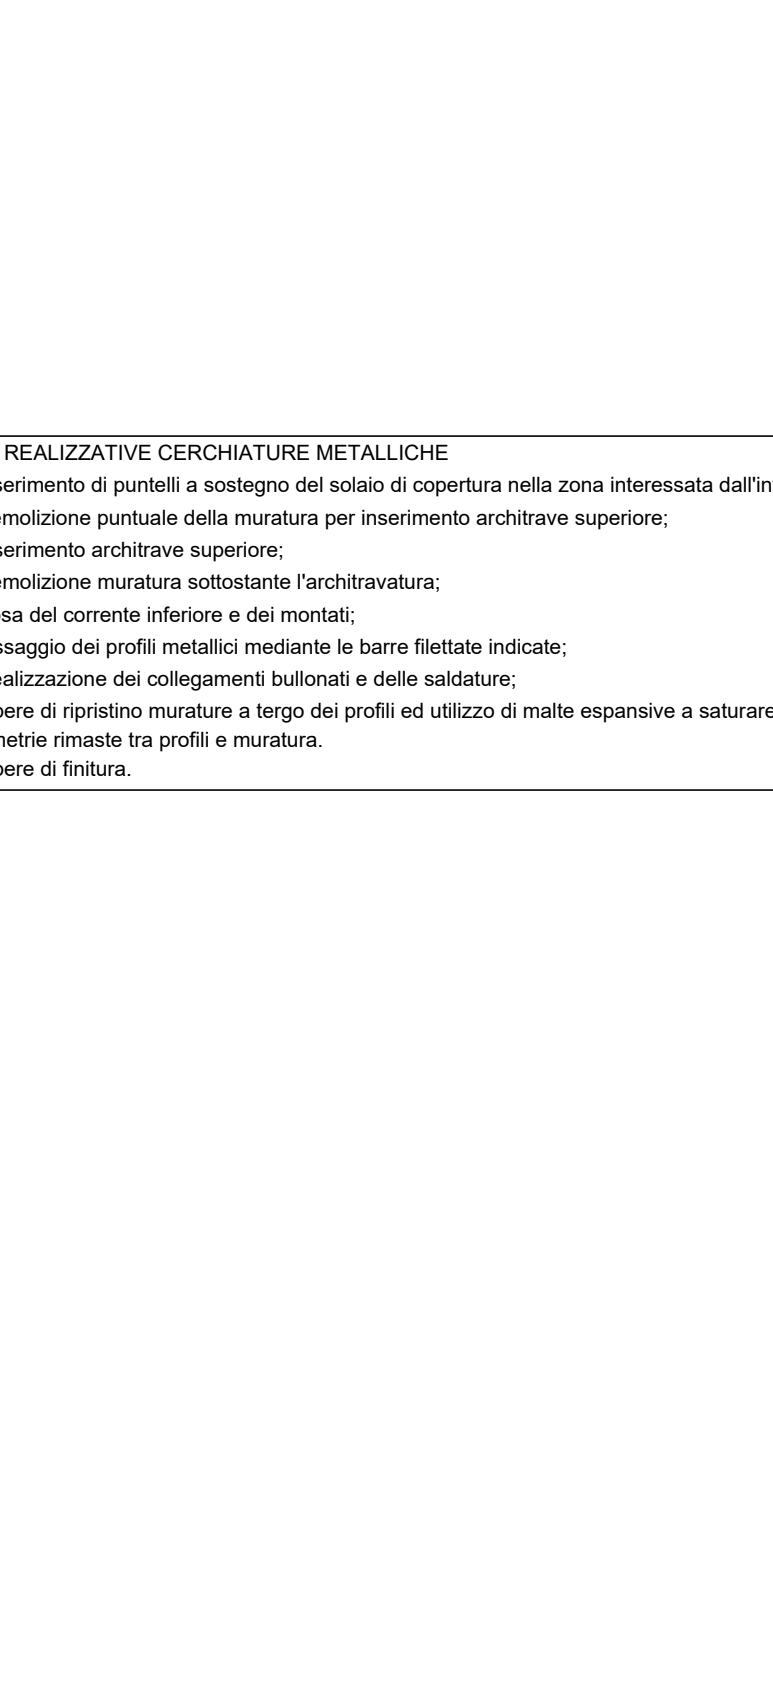 REALIZZATIVE CERCHIATURE METALLICHE
serimento di puntelli a sostegno del solaio di copertura nella zona interessata dall'in
emolizione puntuale della muratura per inserimento architrave superiore;
serimento architrave superiore;
emolizione muratura sottostante l'architravatura;
osa del corrente inferiore e dei montati;
ssaggio dei profili metallici mediante le barre filettate indicate;
ealizzazione dei collegamenti bullonati e delle saldature;
pere di ripristino murature a tergo dei profili ed utilizzo di malte espansive a saturare
metrie rimaste tra profili e muratura.
pere di finitura.